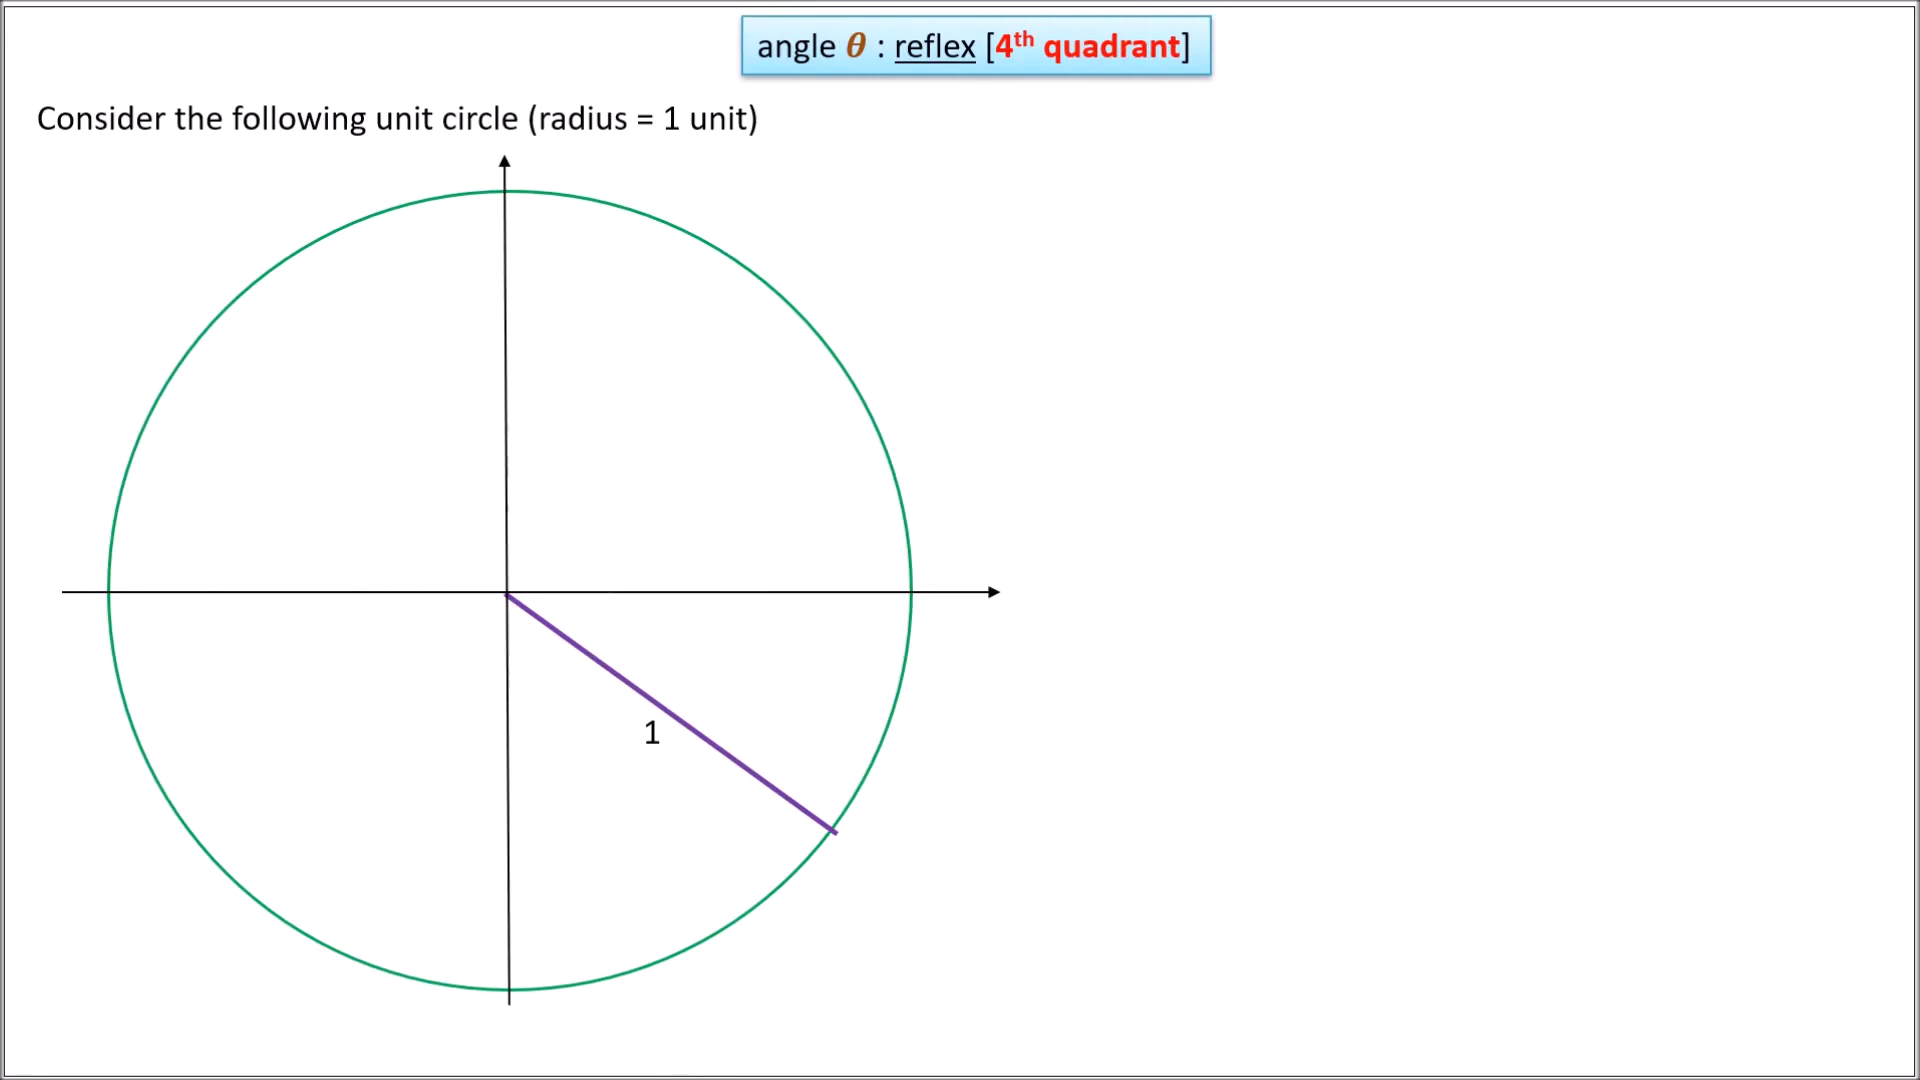 angle θ : reflex [4th quadrant]
Consider the following unit circle (radius = 1 unit)
1